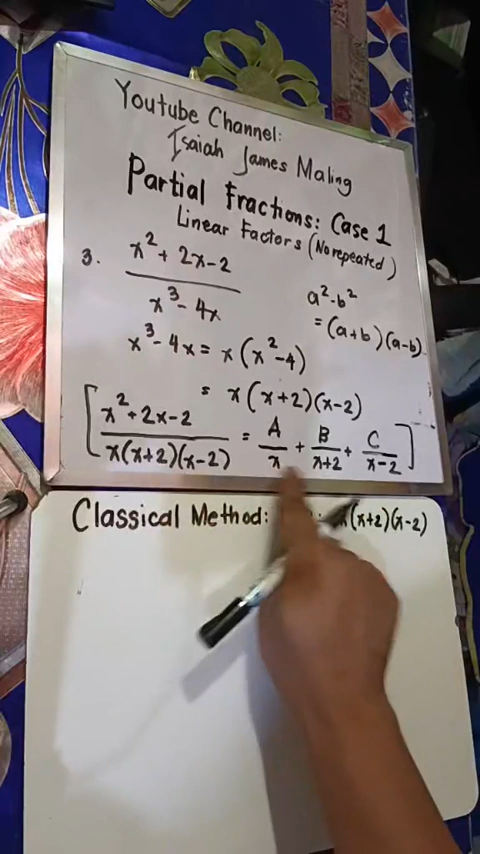 Youtube Channel:
Isaiah James Maling
Partial Fractions: Case 1
Linear Factors (No repeated)
3. x² + 2x - 2 / x³ - 4x
a² - b²
= (a+b)(a-b)
x³ - 4x = x(x² - 4)
= x(x+2)(x-2)
[x² + 2x - 2 / x(x+2)(x-2) = A/x + B/x+2 + C/x-2]
Classical Method: x(x+2)(x-2)